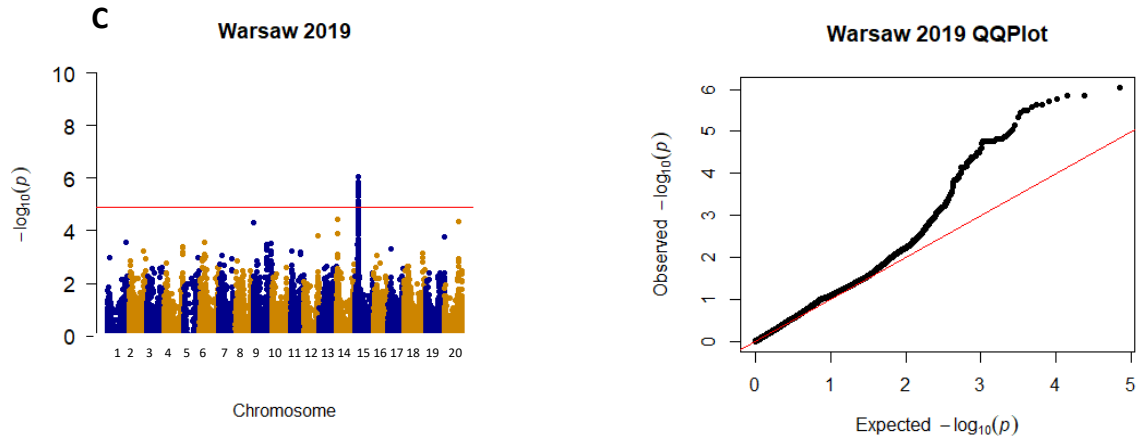 C
Warsaw 2019
10
8
6
4
2
0
−log₁₀(p)
1 2 3 4 5 6 7 8 9 10 11 12 13 14 15 16 17 18 19 20
Chromosome
Warsaw 2019 QQPlot
6
5
4
3
2
1
0
Observed −log₁₀(p)
0 1 2 3 4 5
Expected −log₁₀(p)